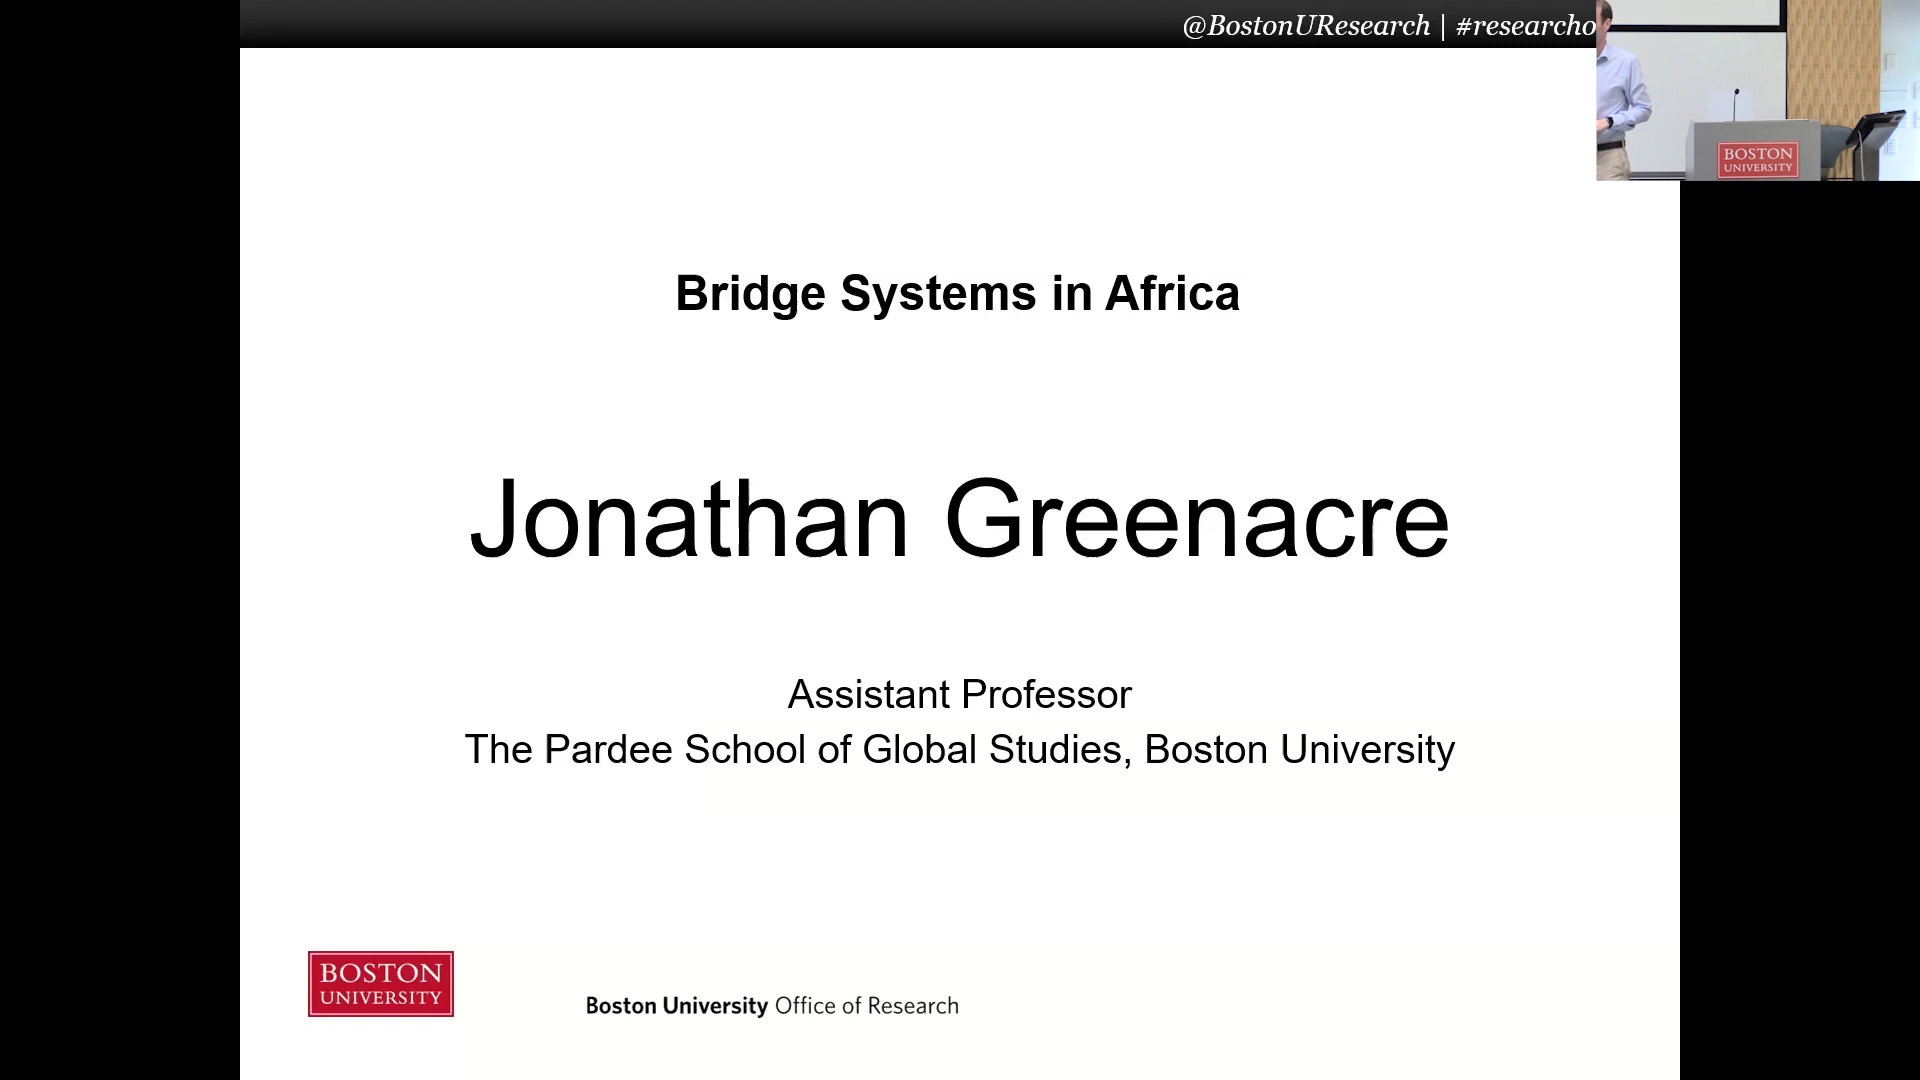 @BostonUResearch | #researcho
BOSTON
UNIVERSITY
Bridge Systems in Africa
Jonathan Greenacre
Assistant Professor
The Pardee School of Global Studies, Boston University
BOSTON
UNIVERSITY
Boston University Office of Research